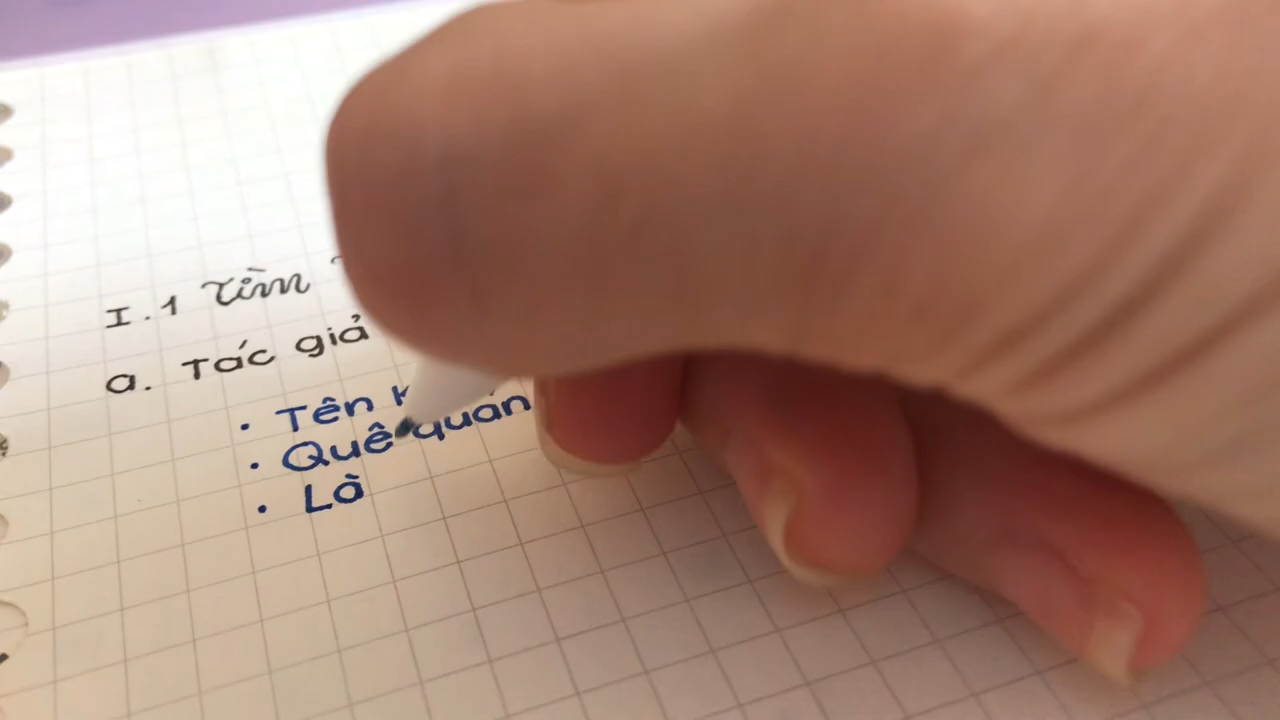 I.1 Tìm
a. Tác giả
• Tên
• Quê quán
• Là